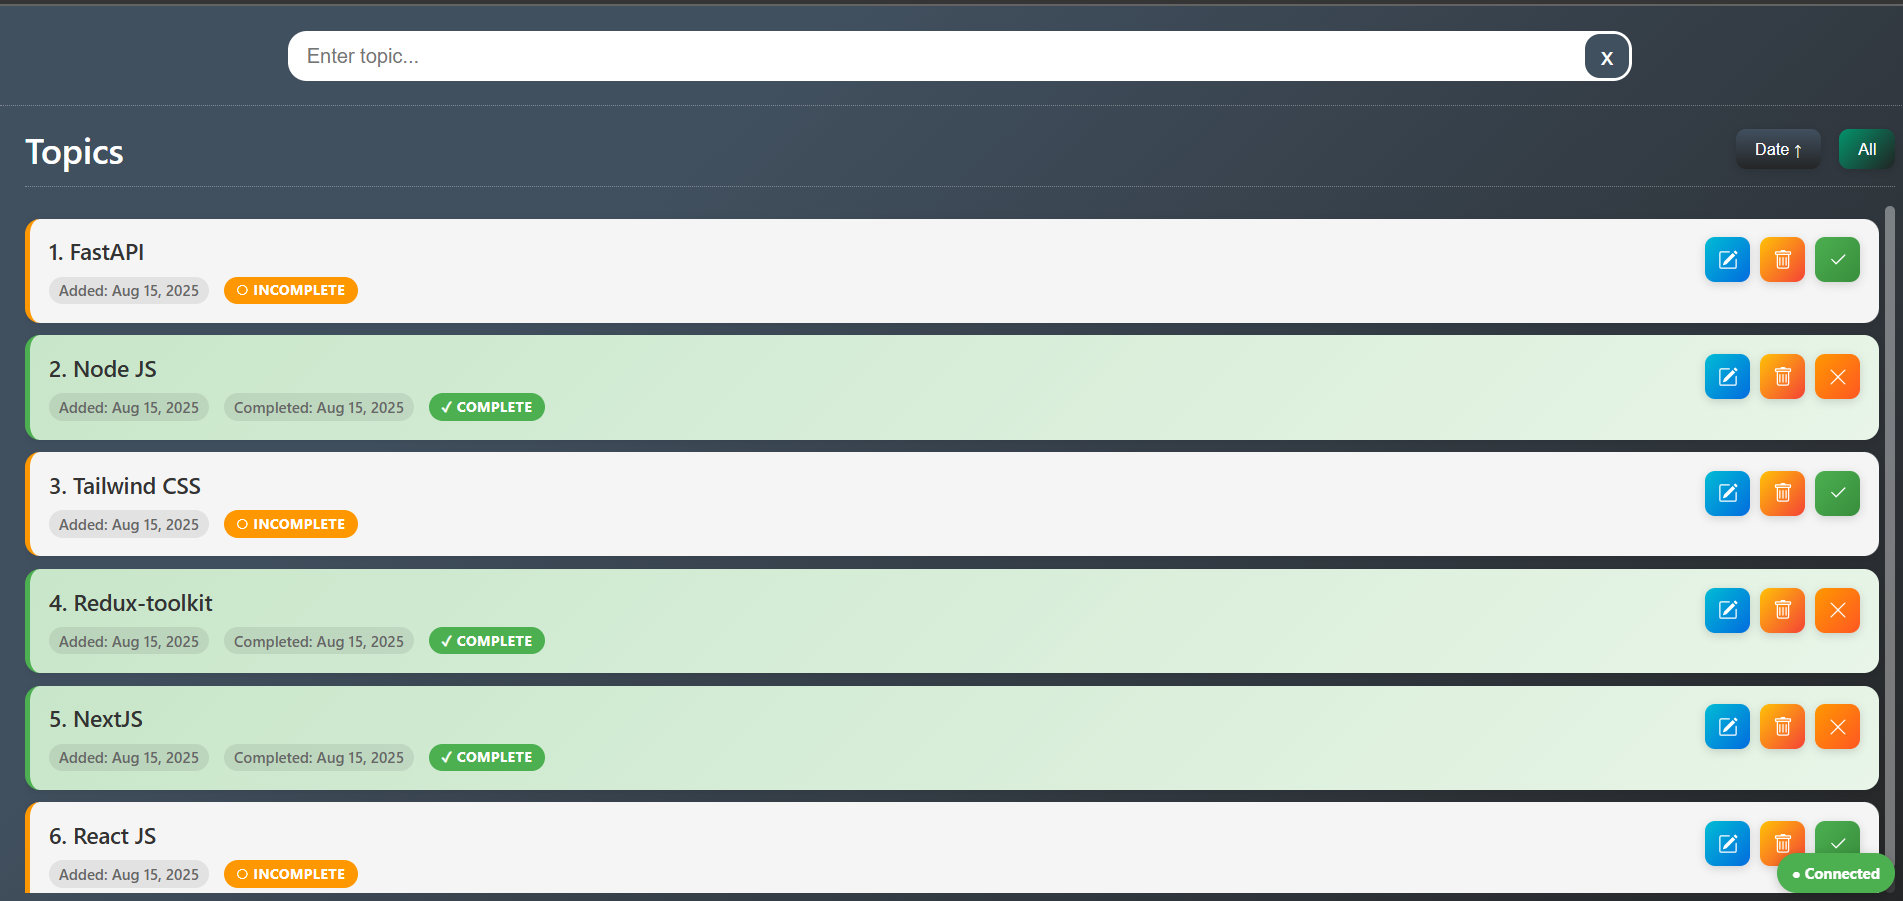 Enter topic...
x
Topics
Date ↑
All
1. FastAPI
Added: Aug 15, 2025
INCOMPLETE
2. Node JS
Added: Aug 15, 2025
Completed: Aug 15, 2025
✓ COMPLETE
3. Tailwind CSS
Added: Aug 15, 2025
INCOMPLETE
4. Redux-toolkit
Added: Aug 15, 2025
Completed: Aug 15, 2025
✓ COMPLETE
5. NextJS
Added: Aug 15, 2025
Completed: Aug 15, 2025
✓ COMPLETE
6. React JS
Added: Aug 15, 2025
INCOMPLETE
● Connected